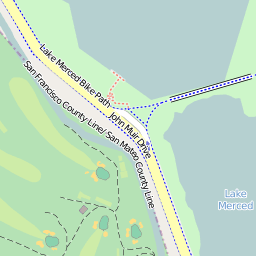 Lake Merced Bike Path
John Muir Drive
San Francisco County Line/ San Mateo County Line
Lake
Merced